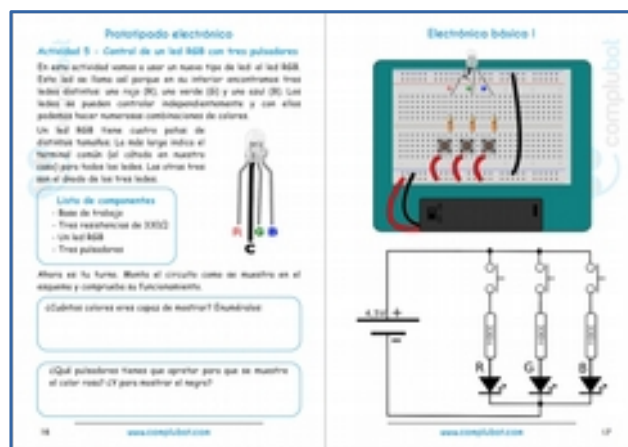 Prototipado electrónico
Actividad 5 - Control de un led RGB con tres pulsadores
En esta actividad vamos a usar un nuevo tipo de led: el led RGB.
Este led se llama así porque en su interior encontramos tres
ledes distintos: uno rojo (R), uno verde (G) y uno azul (B). Los
ledes se pueden controlar independientemente y con ellos
podemos hacer numerosas combinaciones de colores.
Un led RGB tiene cuatro patas de
distintos tamaños. La más larga indica el
terminal común (el cátodo en nuestro
caso) para todos los ledes. Las otras tres
son el ánodo de los tres ledes.
R G B
C
Lista de componentes
- Base de trabajo
- Tres resistencias de 330Ω
- Un led RGB
- Tres pulsadores
Ahora es tu turno. Monta el circuito como se muestra en el
esquema y comprueba su funcionamiento.
¿Cuántos colores eres capaz de mostrar? Enuméralos:
¿Qué pulsadores tienes que apretar para que se muestre
el color rosa? ¿Y para mostrar el negro?
16
www.complubot.com
Electrónica básica I
complubot
4,5V
+
-
R G B
www.complubot.com
17